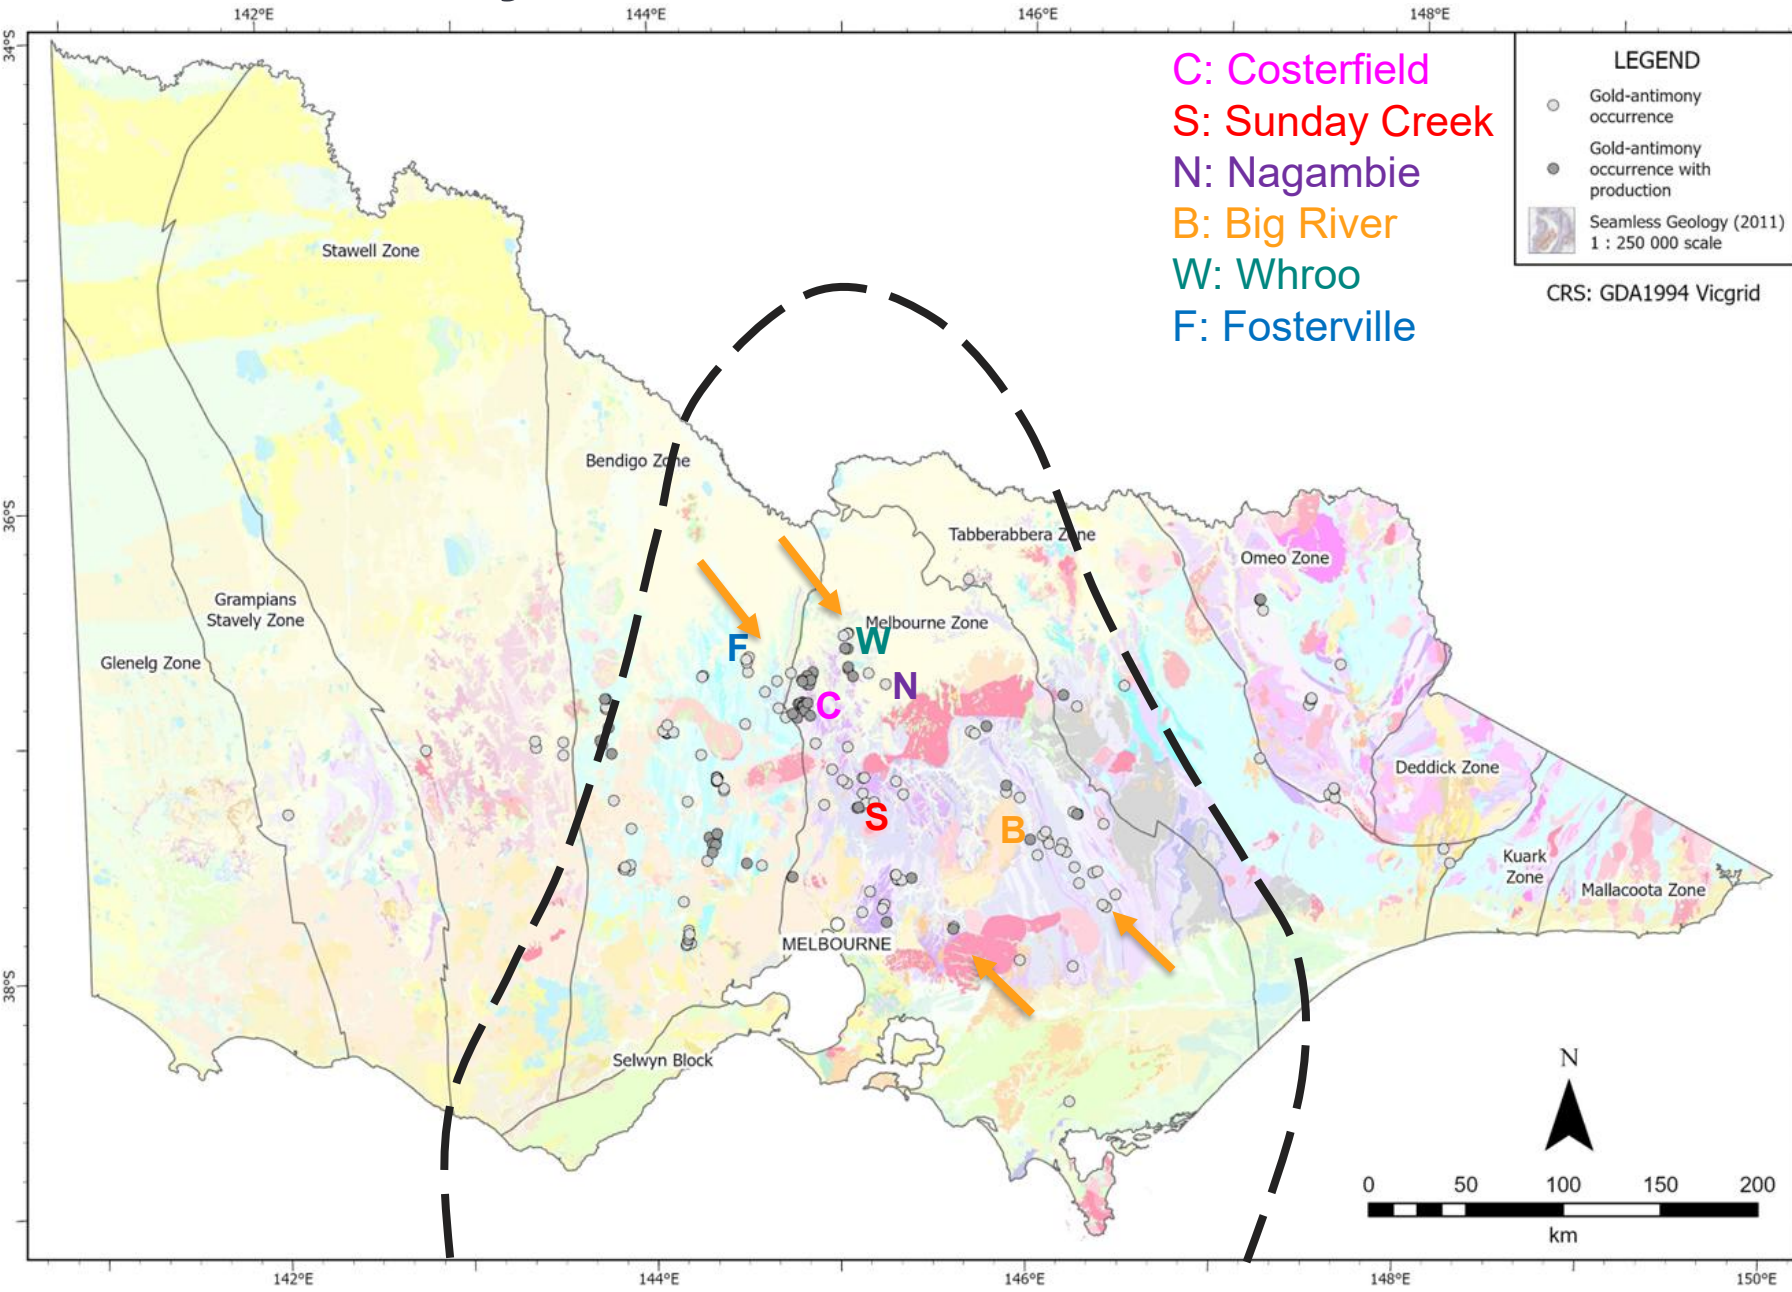 142°E
144°E
146°E
148°E
34°S
36°S
38°S
C: Costerfield
S: Sunday Creek
N: Nagambie
B: Big River
W: Whroo
F: Fosterville
LEGEND
Gold-antimony
occurrence
Gold-antimony
occurrence with
production
Seamless Geology (2011)
1 : 250 000 scale
CRS: GDA1994 Vicgrid
Stawell Zone
Bendigo Zone
Tabberabbera Zone
Omeo Zone
Grampians
Stavely Zone
Melbourne Zone
Glenelg Zone
F
W
N
C
S
B
Deddick Zone
Kuark
Zone
Mallacoota Zone
MELBOURNE
Selwyn Block
N
0 50 100 150 200
km
142°E
144°E
146°E
148°E
150°E